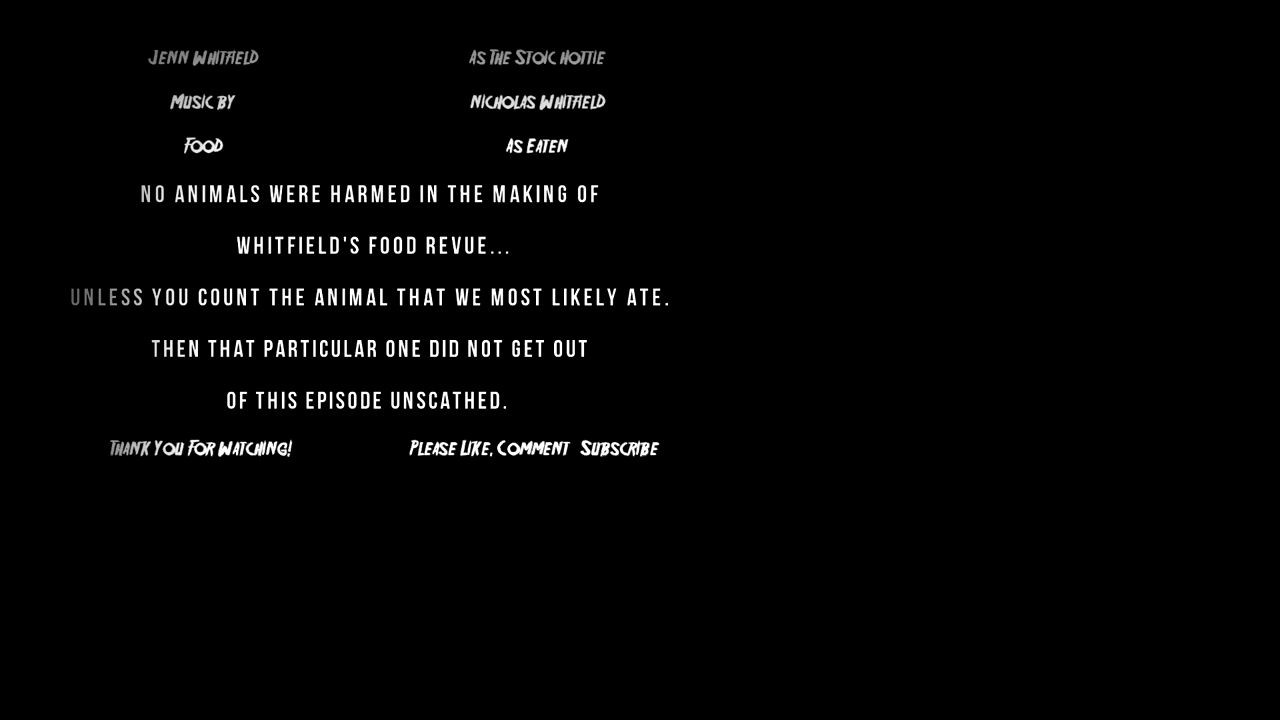 Jenn Whitfield As The Stoic Hottie
Music by Nicholas Whitfield
Food As Eaten
NO ANIMALS WERE HARMED IN THE MAKING OF
WHITFIELD'S FOOD REVUE...
UNLESS YOU COUNT THE ANIMAL THAT WE MOST LIKELY ATE.
THEN THAT PARTICULAR ONE DID NOT GET OUT
OF THIS EPISODE UNSCATHED.
Thank You For Watching! Please Like, Comment Subscribe